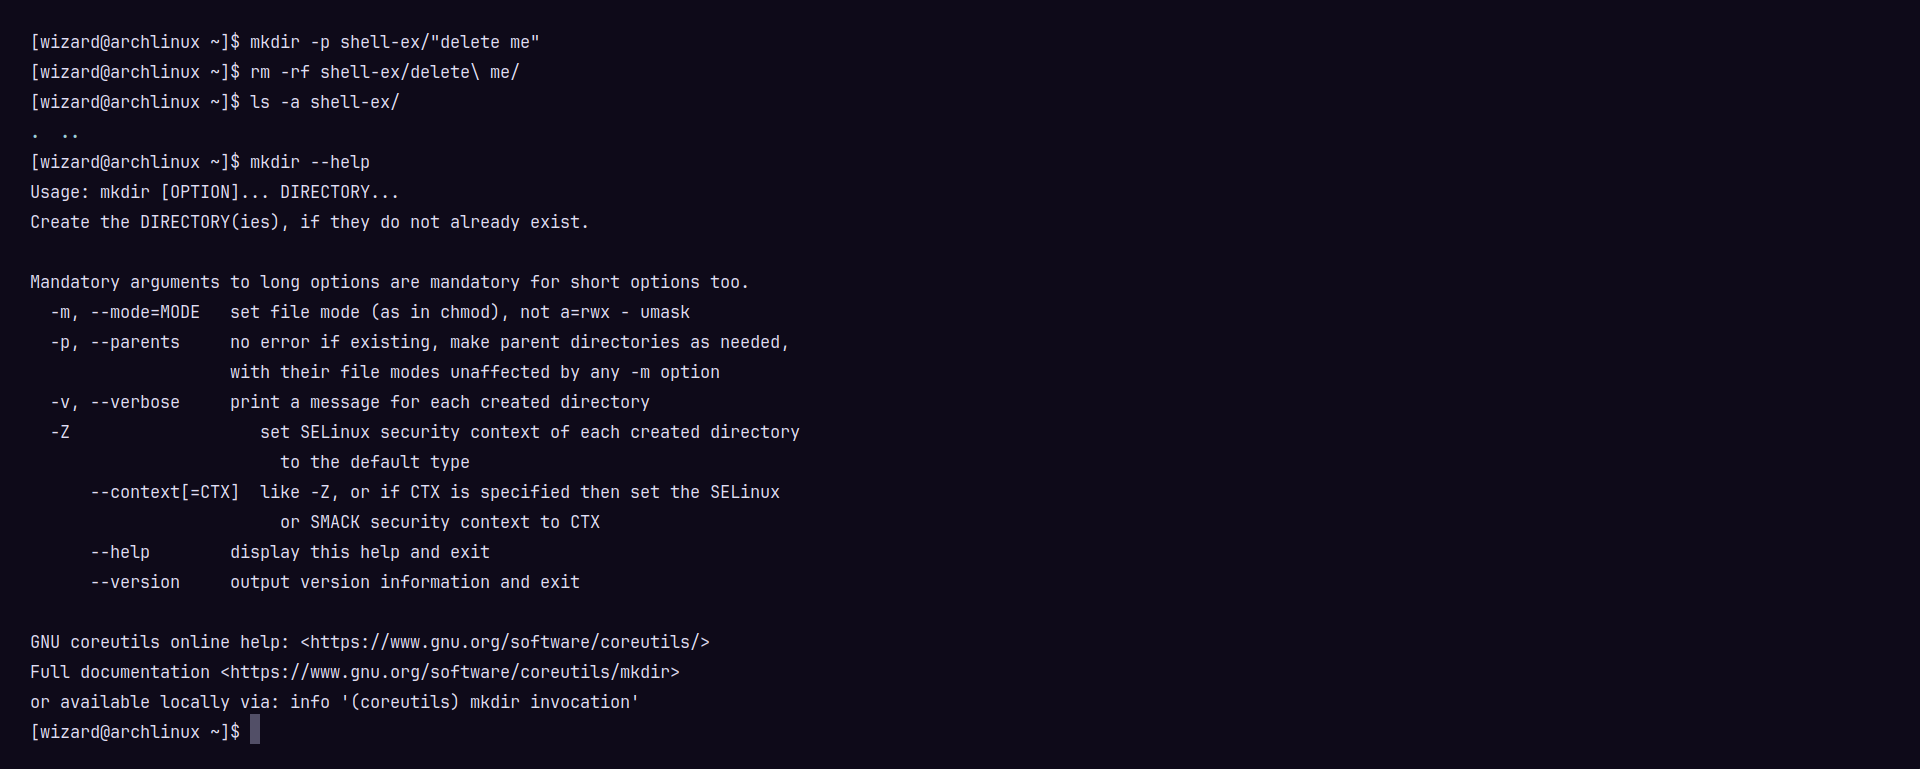 [wizard@archlinux ~]$ mkdir -p shell-ex/"delete me"
[wizard@archlinux ~]$ rm -rf shell-ex/delete\ me/
[wizard@archlinux ~]$ ls -a shell-ex/
.  ..
[wizard@archlinux ~]$ mkdir --help
Usage: mkdir [OPTION]... DIRECTORY...
Create the DIRECTORY(ies), if they do not already exist.

Mandatory arguments to long options are mandatory for short options too.
  -m, --mode=MODE   set file mode (as in chmod), not a=rwx - umask
  -p, --parents     no error if existing, make parent directories as needed,
                    with their file modes unaffected by any -m option
  -v, --verbose     print a message for each created directory
  -Z                   set SELinux security context of each created directory
                         to the default type
      --context[=CTX]  like -Z, or if CTX is specified then set the SELinux
                         or SMACK security context to CTX
      --help        display this help and exit
      --version     output version information and exit

GNU coreutils online help: <https://www.gnu.org/software/coreutils/>
Full documentation <https://www.gnu.org/software/coreutils/mkdir>
or available locally via: info '(coreutils) mkdir invocation'
[wizard@archlinux ~]$